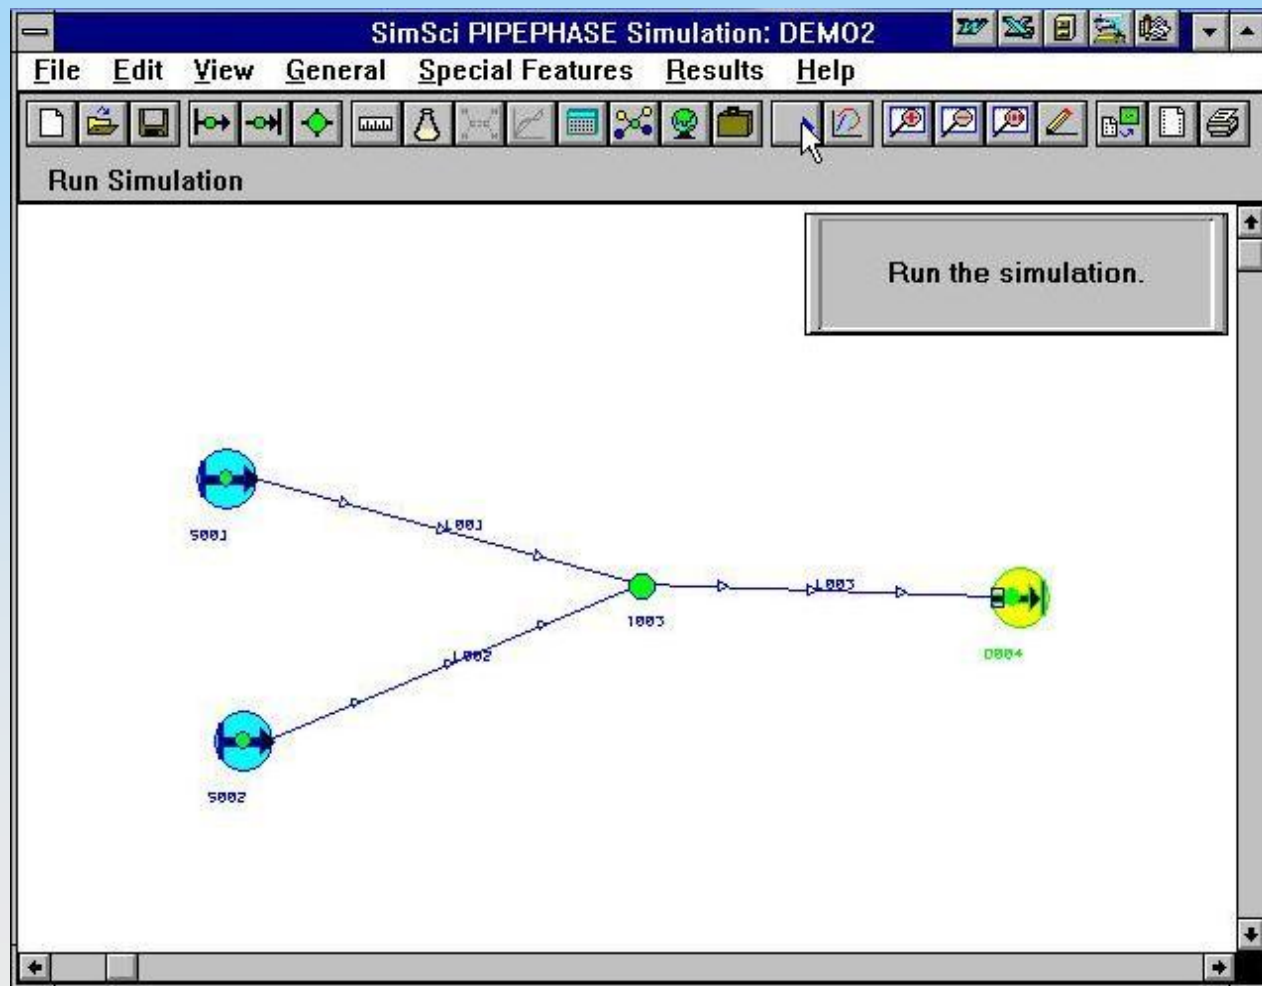 SimSci PIPEPHASE Simulation: DEMO2
File Edit View General Special Features Results Help
Run Simulation
Run the simulation.
S001
L001
L003
1003
L002
D004
S002